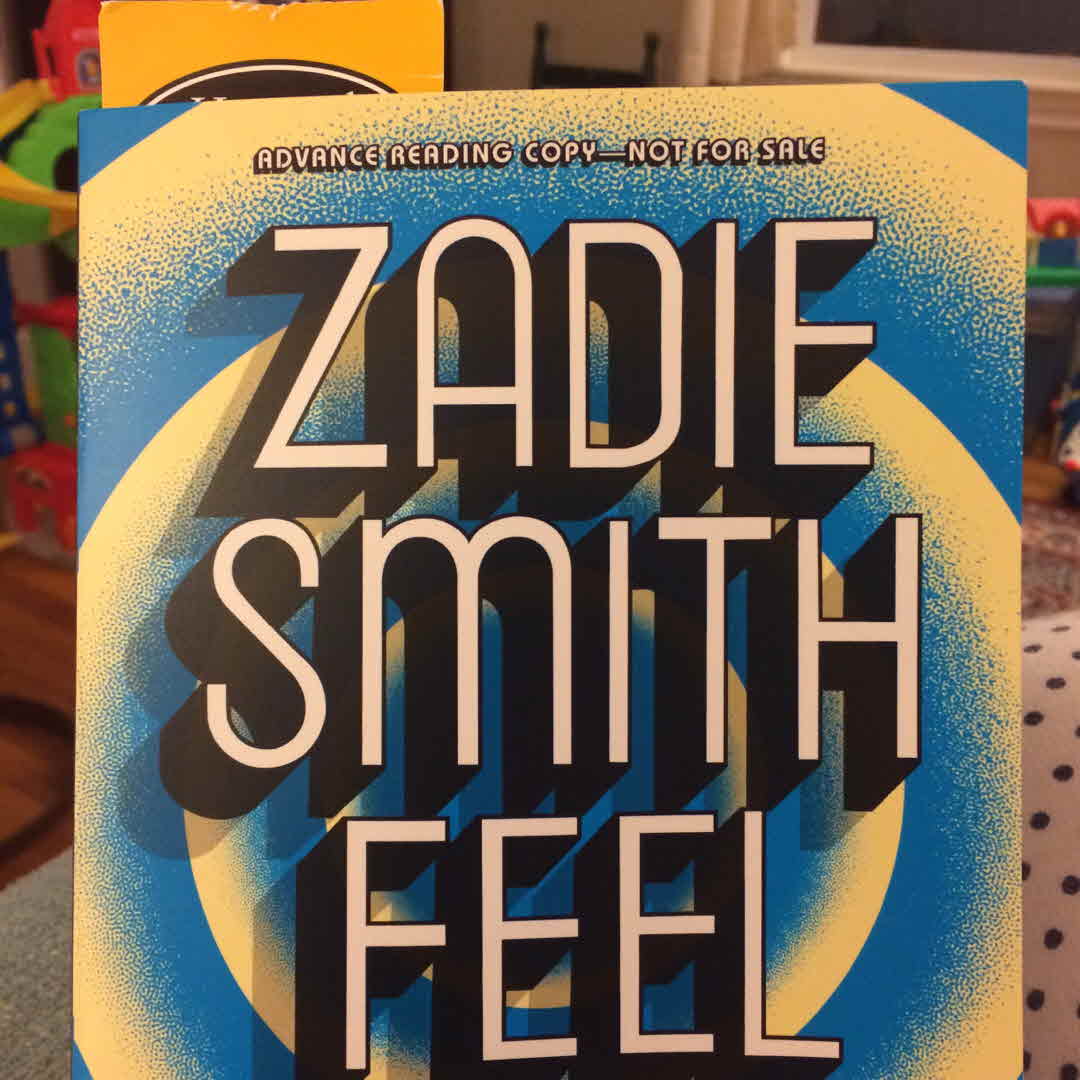 ADVANCE READING COPY—NOT FOR SALE
ZADIE
SMITH
FEEL